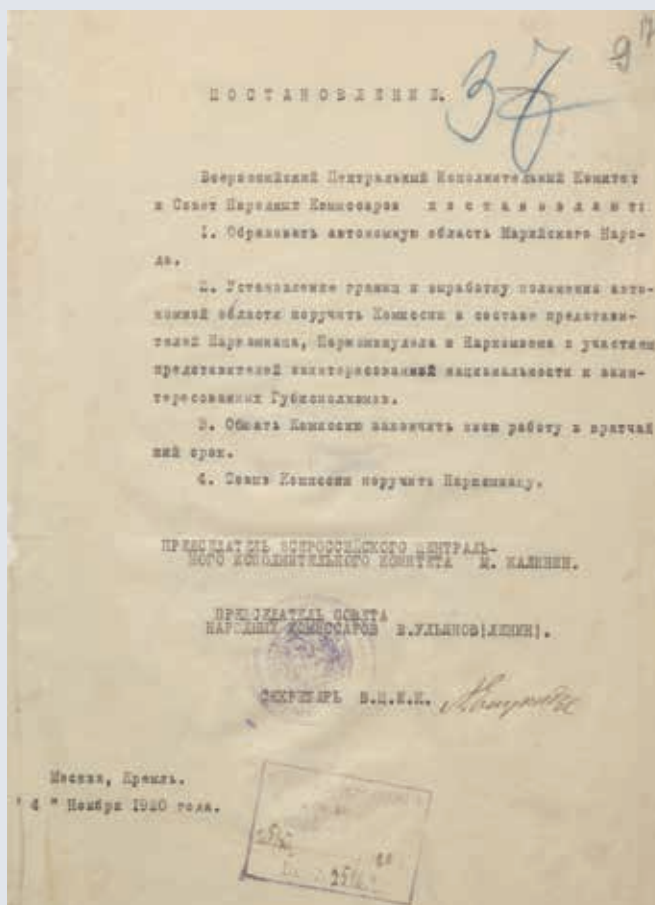 9 17
37
ПОСТАНОВЛЕНИЕ.
Всероссийский Центральный Исполнительный Комитет
и Совет Народных Комиссаров постановляют:
1. Образовать автономную область Марийского Наро-
да.
2. Установление границ и выработку положения авто-
номной области поручить Комиссии в составе представи-
телей Наркомнаца, Наркомвнудела и Наркомзема с участием
представителей заинтересованной национальности и заин-
тересованных Губисполкомов.
3. Обязать Комиссию закончить свою работу в кратчай
ший срок.
4. Созыв Комиссии поручить Наркомнацу.
ПРЕДСЕДАТЕЛЬ ВСЕРОССИЙСКОГО ЦЕНТРАЛЬ-
НОГО ИСПОЛНИТЕЛЬНОГО КОМИТЕТА М. КАЛИНИН.
ПРЕДСЕДАТЕЛЬ СОВЕТА
НАРОДНЫХ КОМИССАРОВ В.УЛЬЯНОВ(ЛЕНИН).
СЕКРЕТАРЬ В.Ц.И.К.
Москва, Кремль.
"4" Ноября 1920 года.